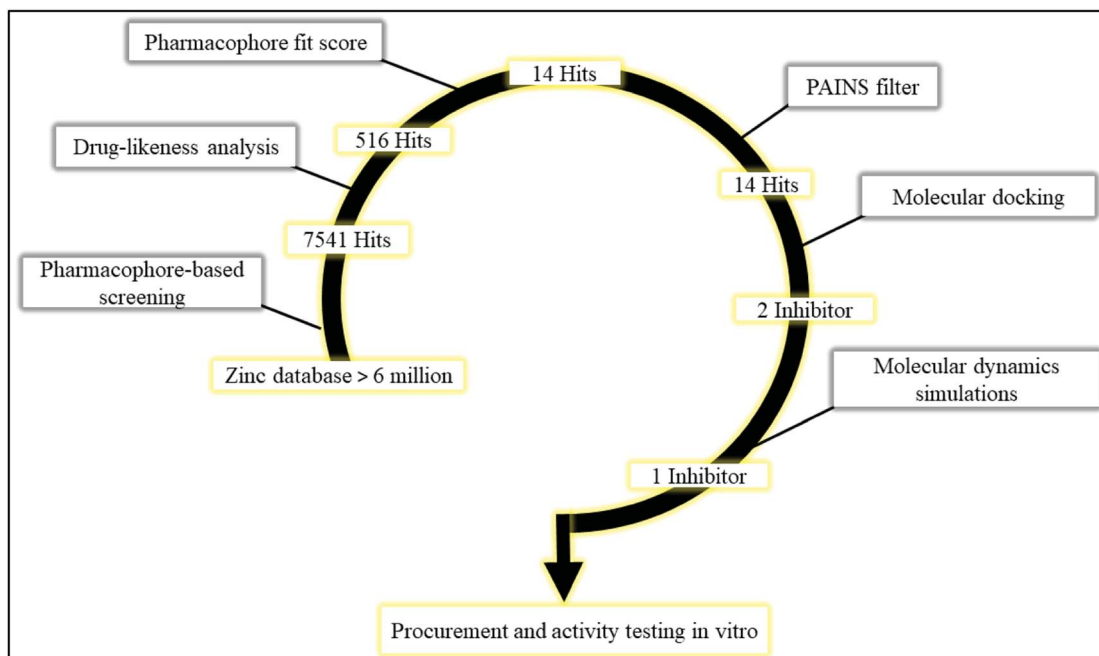 Pharmacophore fit score
14 Hits
PAINS filter
516 Hits
Drug-likeness analysis
14 Hits
Molecular docking
7541 Hits
Pharmacophore-based
screening
2 Inhibitor
Zinc database > 6 million
Molecular dynamics
simulations
1 Inhibitor
Procurement and activity testing in vitro